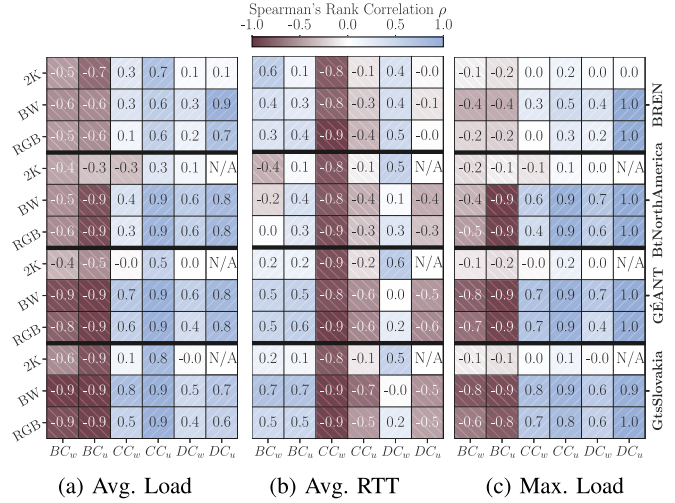 Spearman's Rank Correlation ρ
-1.0 -0.5 0.0 0.5 1.0
2K -0.5 -0.7 0.3 0.7 0.1 0.1 0.6 0.1 -0.8 -0.1 0.4 -0.0 -0.1 -0.2 0.0 0.2 0.0 0.0
BW -0.6 -0.6 0.3 0.6 0.3 0.9 0.4 0.3 -0.8 -0.3 0.2 -0.1 -0.4 -0.4 0.3 0.5 0.4 1.0
RGB -0.5 -0.6 0.1 0.6 0.2 0.7 0.3 0.4 -0.9 -0.4 0.5 -0.0 -0.2 -0.2 0.0 0.3 0.2 1.0
BREN
2K -0.4 -0.3 -0.3 0.3 0.1 N/A -0.4 0.1 -0.8 -0.1 0.5 N/A -0.2 -0.1 -0.1 0.1 0.0 N/A
BW -0.5 -0.9 0.4 0.9 0.6 0.8 -0.2 0.4 -0.8 -0.4 0.1 -0.4 -0.4 -0.9 0.6 0.9 0.7 1.0
RGB -0.6 -0.9 0.3 0.9 0.6 0.8 0.0 0.3 -0.9 -0.3 0.3 -0.3 -0.5 -0.9 0.4 0.9 0.6 1.0
BtNorthAmerica
2K -0.4 -0.5 -0.0 0.5 0.0 N/A 0.2 0.2 -0.9 -0.2 0.6 N/A -0.1 -0.2 -0.0 0.2 0.0 N/A
BW -0.9 -0.9 0.7 0.9 0.6 0.8 0.5 0.5 -0.8 -0.6 0.0 -0.5 -0.8 -0.9 0.7 0.9 0.7 1.0
RGB -0.8 -0.9 0.6 0.9 0.4 0.8 0.5 0.6 -0.9 -0.6 0.2 -0.6 -0.7 -0.9 0.7 0.9 0.4 1.0
GÉANT
2K -0.6 -0.9 0.1 0.8 -0.0 N/A 0.2 0.1 -0.9 -0.1 0.5 N/A -0.1 -0.1 0.0 0.1 -0.0 N/A
BW -0.9 -0.9 0.8 0.9 0.5 0.7 0.7 0.7 -0.9 -0.7 -0.0 -0.5 -0.8 -0.9 0.8 0.9 0.6 0.9
RGB -0.9 -0.9 0.5 0.9 0.4 0.6 0.4 0.5 -0.9 -0.5 0.2 -0.5 -0.6 -0.8 0.7 0.8 0.6 1.0
GtsSlovakia
BCw BCu CCw CCu DCw DCu BCw BCu CCw CCu DCw DCu BCw BCu CCw CCu DCw DCu
(a) Avg. Load (b) Avg. RTT (c) Max. Load